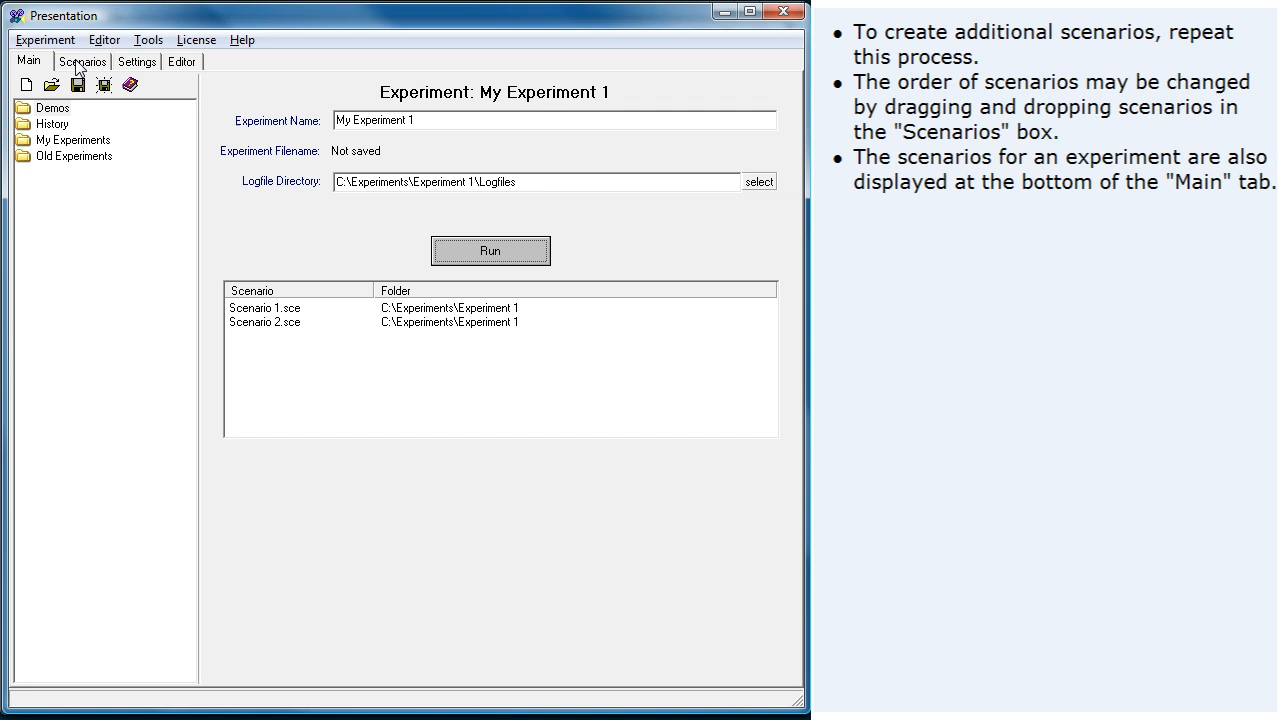 Presentation
Experiment Editor Tools License Help
Main Scenarios Settings Editor
Demos
History
My Experiments
Old Experiments
Experiment: My Experiment 1
Experiment Name: My Experiment 1
Experiment Filename: Not saved
Logfile Directory: C:\Experiments\Experiment 1\Logfiles select
Run
Scenario Folder
Scenario 1.sce C:\Experiments\Experiment 1
Scenario 2.sce C:\Experiments\Experiment 1
• To create additional scenarios, repeat
this process.
• The order of scenarios may be changed
by dragging and dropping scenarios in
the "Scenarios" box.
• The scenarios for an experiment are also
displayed at the bottom of the "Main" tab.